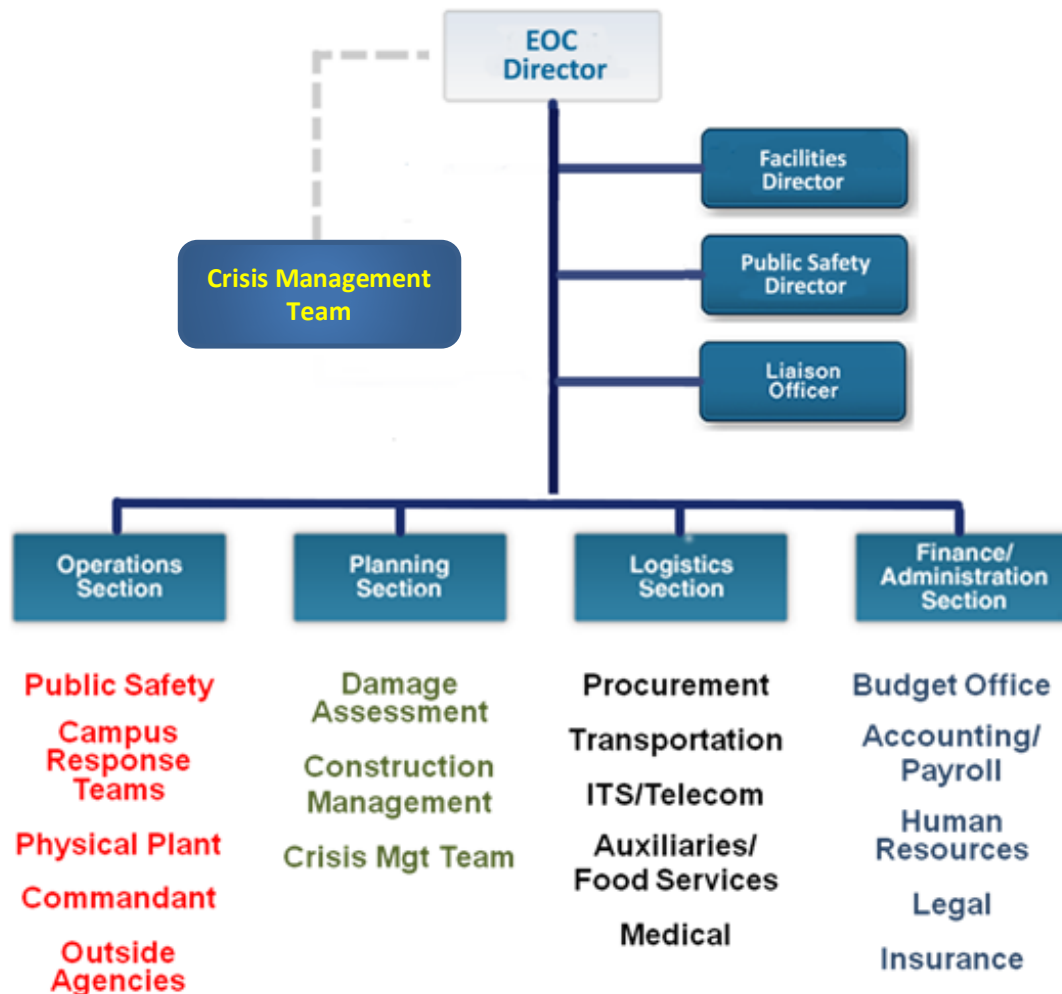 EOC
Director
Facilities
Director
Crisis Management
Team
Public Safety
Director
Liaison
Officer
Operations
Section
Planning
Section
Logistics
Section
Finance/
Administration
Section
Public Safety
Campus
Response
Teams
Physical Plant
Commandant
Outside
Agencies
Damage
Assessment
Construction
Management
Crisis Mgt Team
Procurement
Transportation
ITS/Telecom
Auxiliaries/
Food Services
Medical
Budget Office
Accounting/
Payroll
Human
Resources
Legal
Insurance